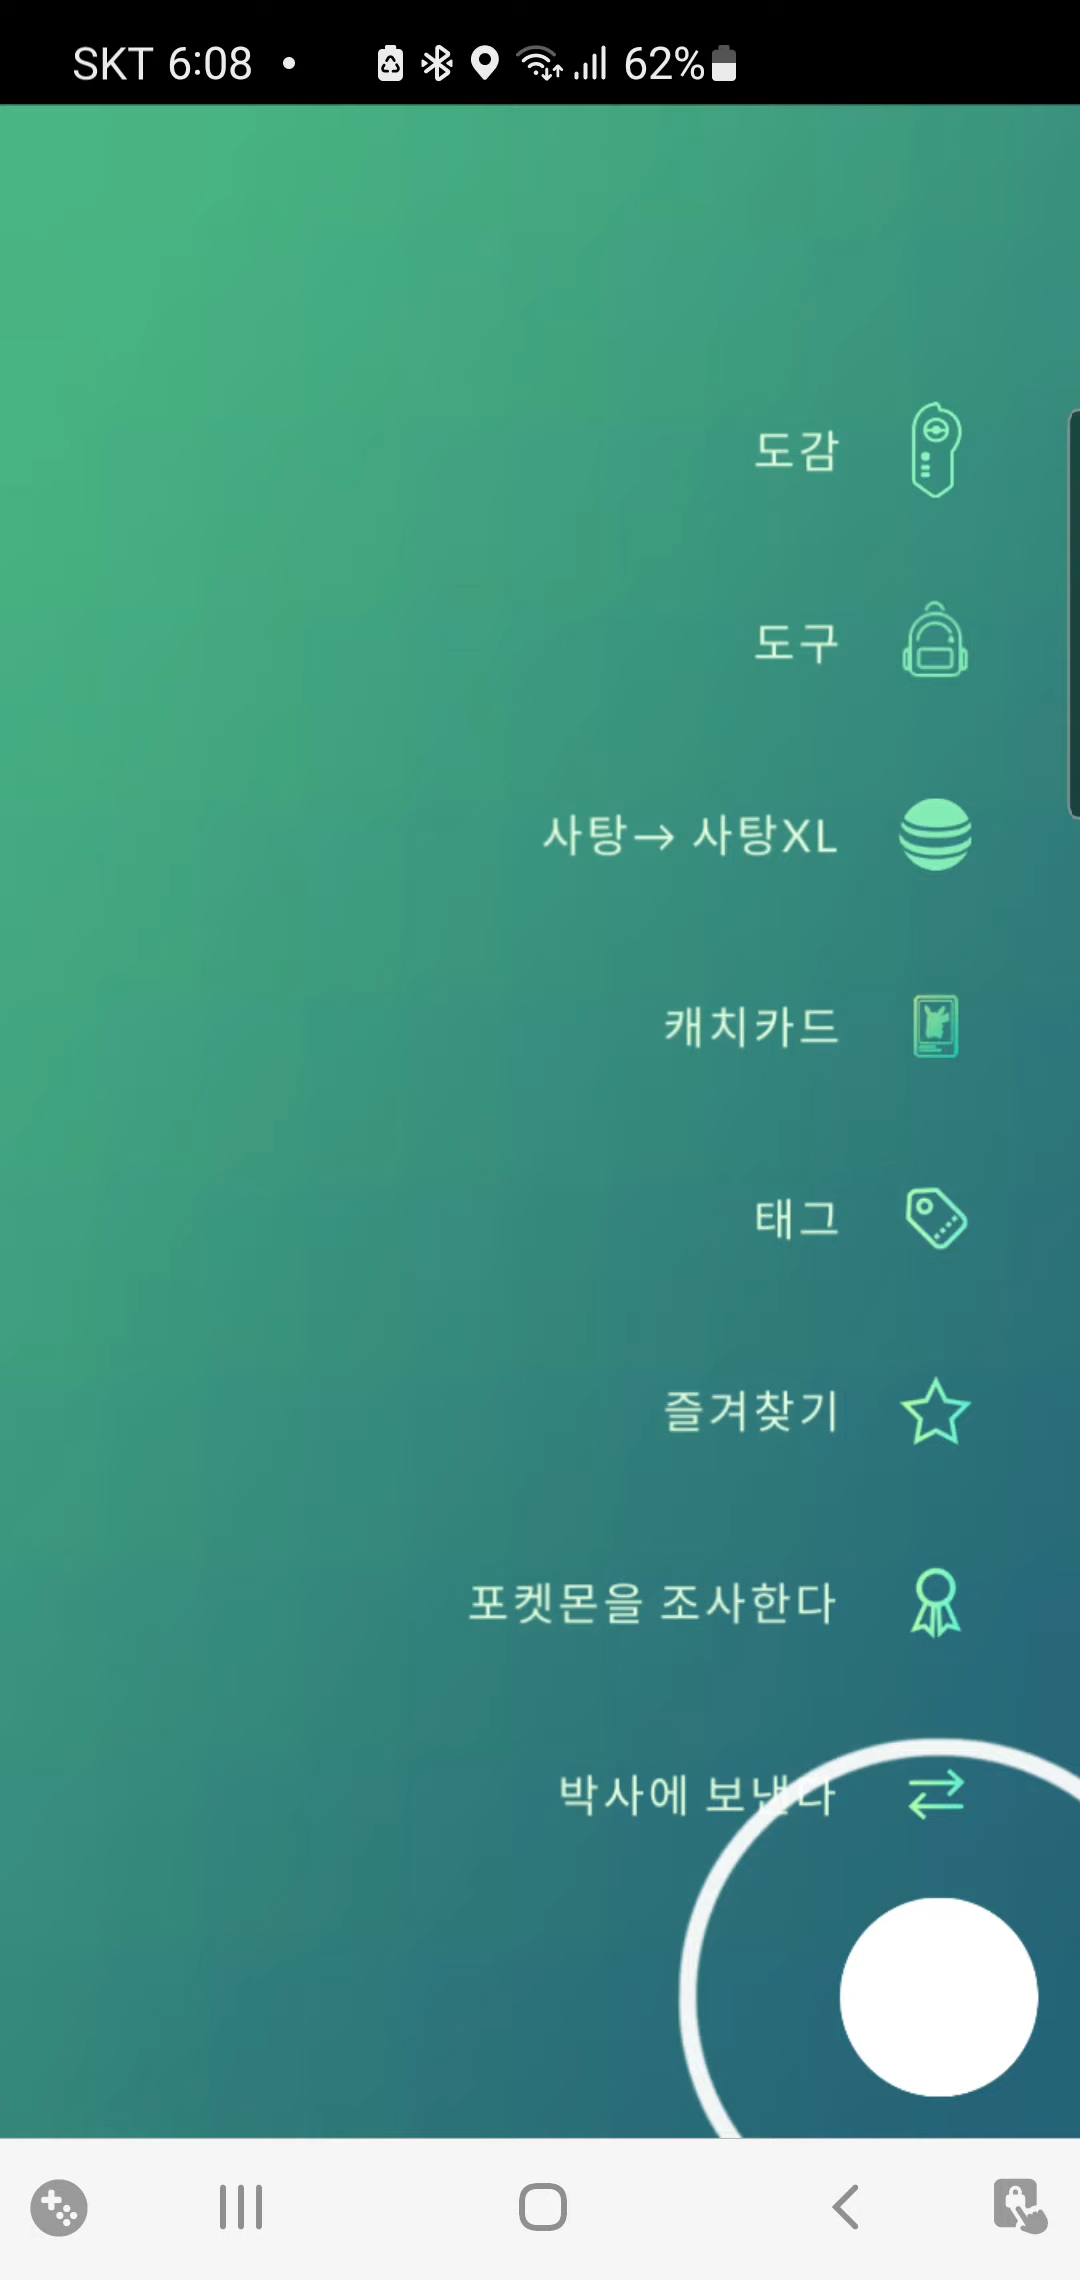 SKT 6:08
62%
도감
도구
사탕→ 사탕XL
캐치카드
태그
즐겨찾기
포켓몬을 조사한다
박사에 보낸다